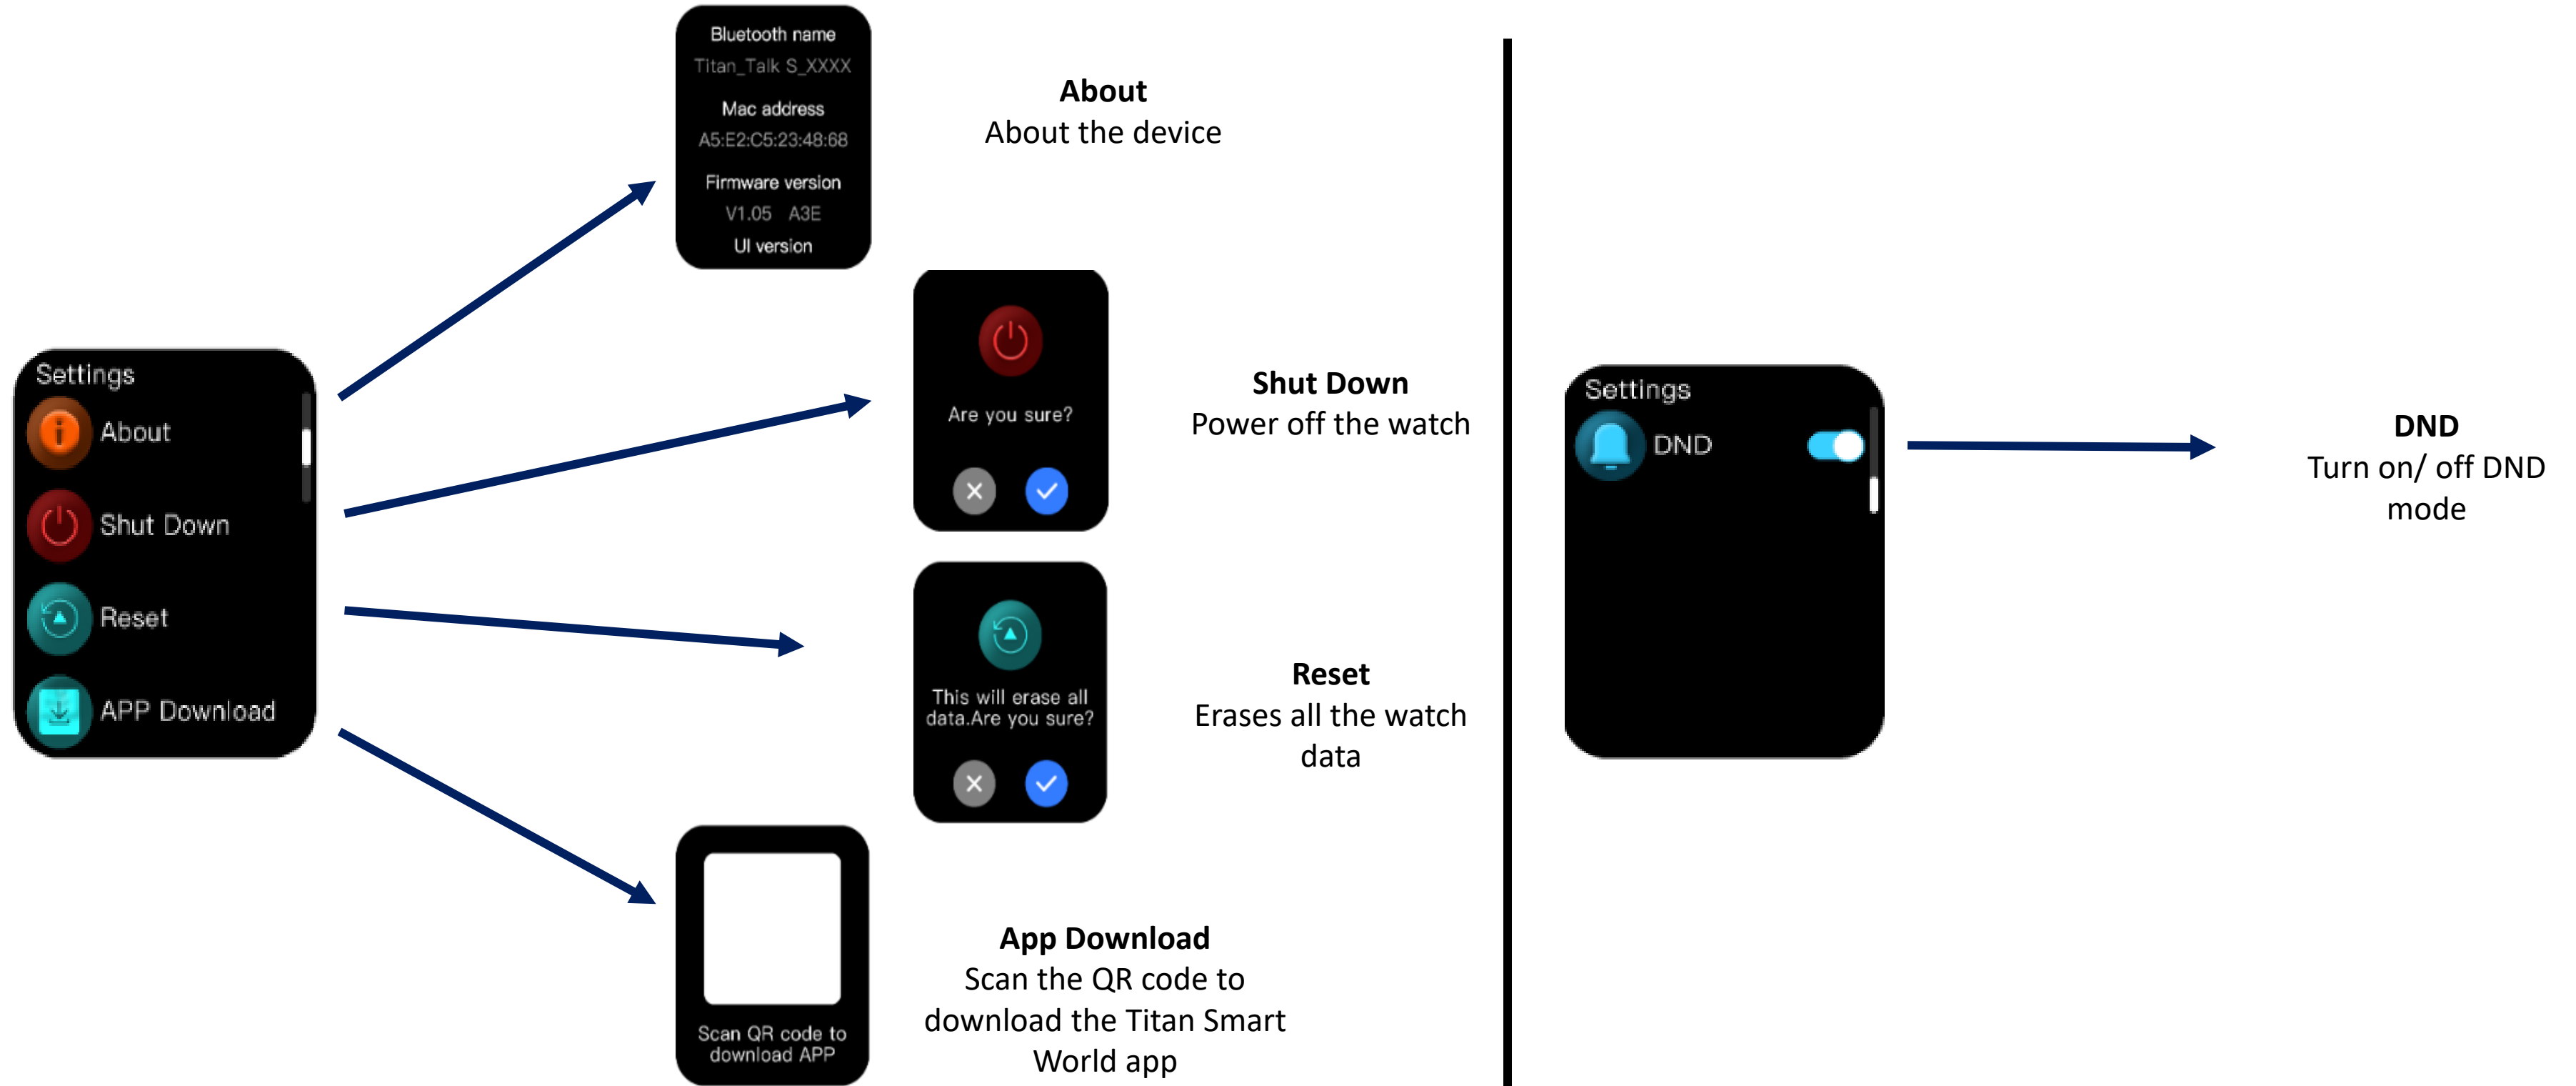 Settings
About
Shut Down
Reset
APP Download
Bluetooth name
Titan_Talk S_XXXX
Mac address
A5:E2:C5:23:48:68
Firmware version
V1.05 A3E
UI version
About
About the device
Are you sure?
Shut Down
Power off the watch
This will erase all
data.Are you sure?
Reset
Erases all the watch
data
Scan QR code to
download APP
App Download
Scan the QR code to
download the Titan Smart
World app
Settings
DND
DND
Turn on/ off DND
mode